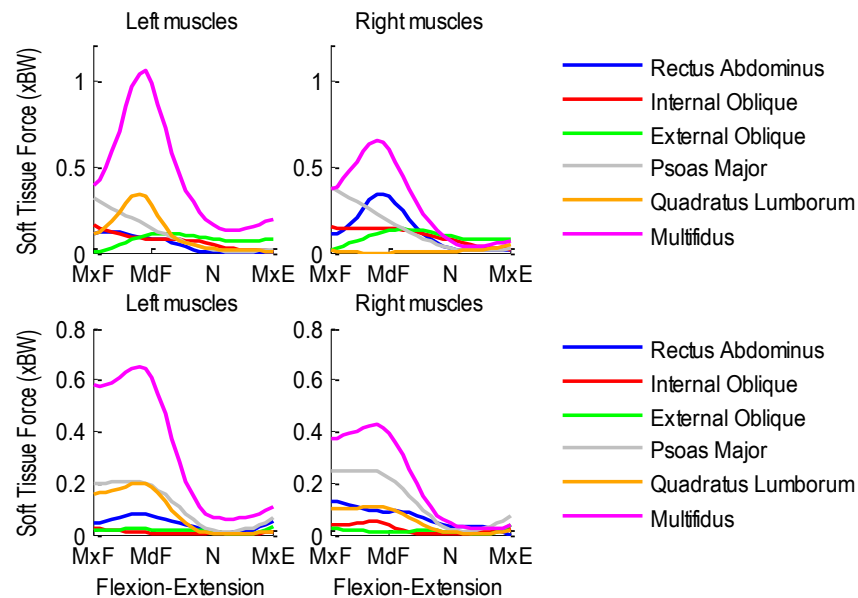 Left muscles
Right muscles
Soft Tissue Force (xBW)
1
0.5
0
MxF MdF N MxE
1
0.5
0
MxF MdF N MxE
Rectus Abdominus
Internal Oblique
External Oblique
Psoas Major
Quadratus Lumborum
Multifidus
Left muscles
Right muscles
Soft Tissue Force (xBW)
0.8
0.6
0.4
0.2
0
MxF MdF N MxE
Flexion-Extension
0.8
0.6
0.4
0.2
0
MxF MdF N MxE
Flexion-Extension
Rectus Abdominus
Internal Oblique
External Oblique
Psoas Major
Quadratus Lumborum
Multifidus